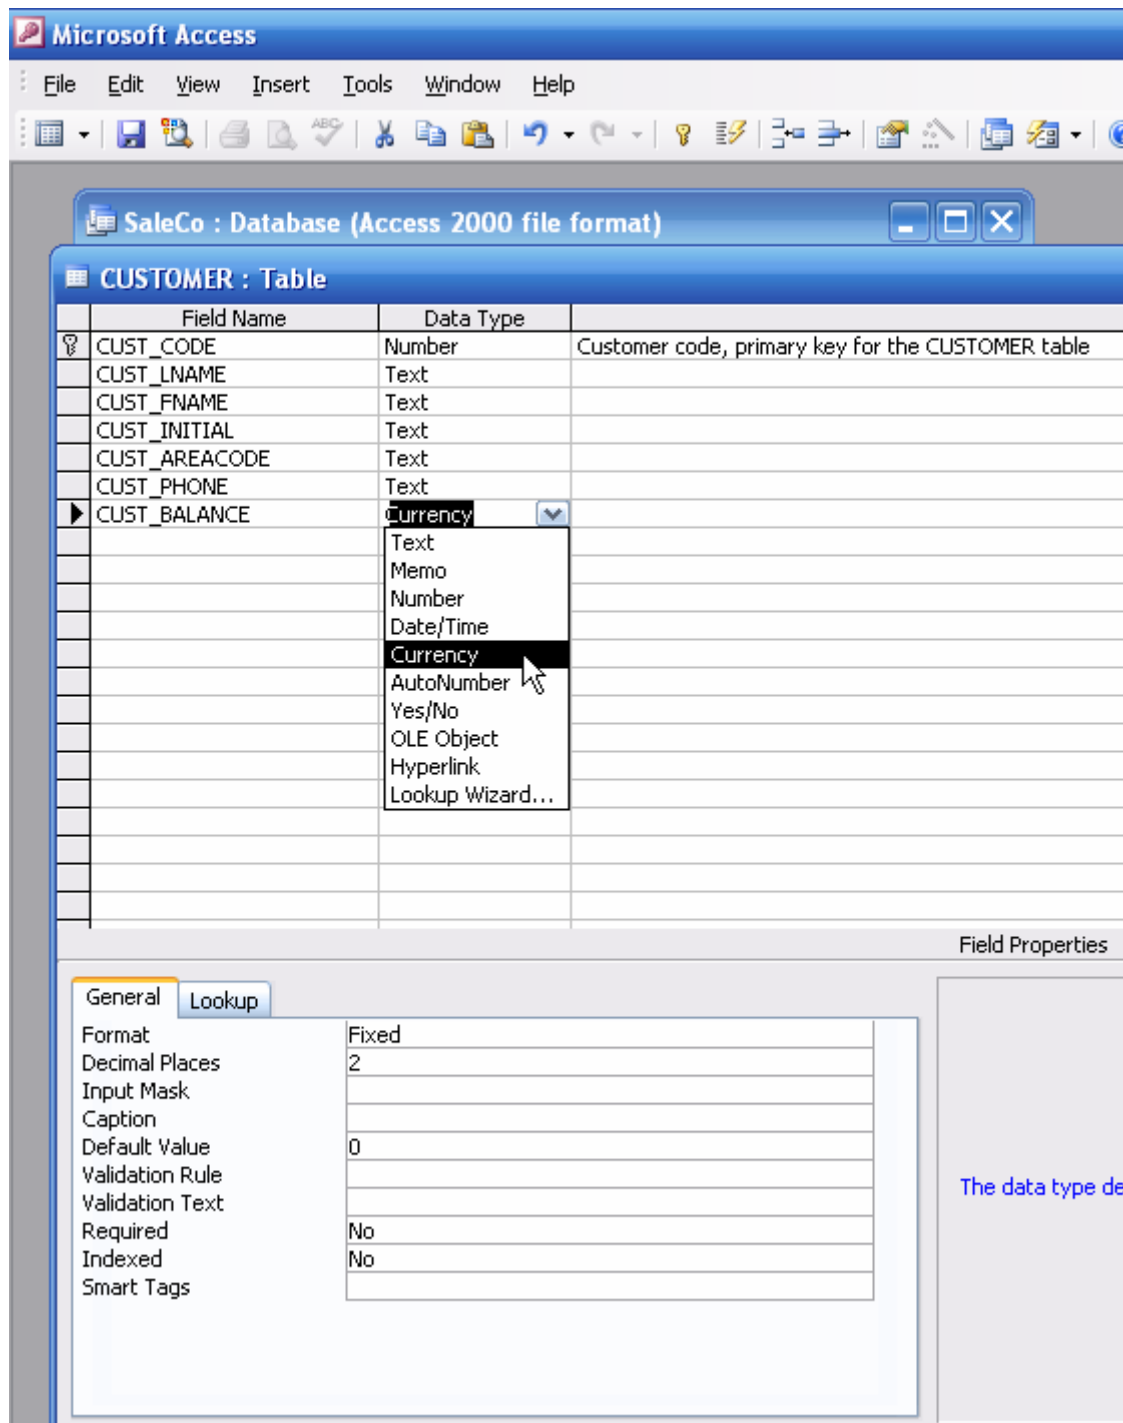 Microsoft Access
File Edit View Insert Tools Window Help
ABC
SaleCo : Database (Access 2000 file format)
CUSTOMER : Table
Field Name Data Type
CUST_CODE Number Customer code, primary key for the CUSTOMER table
CUST_LNAME Text
CUST_FNAME Text
CUST_INITIAL Text
CUST_AREACODE Text
CUST_PHONE Text
CUST_BALANCE Currency
Text
Memo
Number
Date/Time
Currency
AutoNumber
Yes/No
OLE Object
Hyperlink
Lookup Wizard...
Field Properties
General Lookup
Format Fixed
Decimal Places 2
Input Mask
Caption
Default Value 0
Validation Rule
Validation Text
The data type de
Required No
Indexed No
Smart Tags